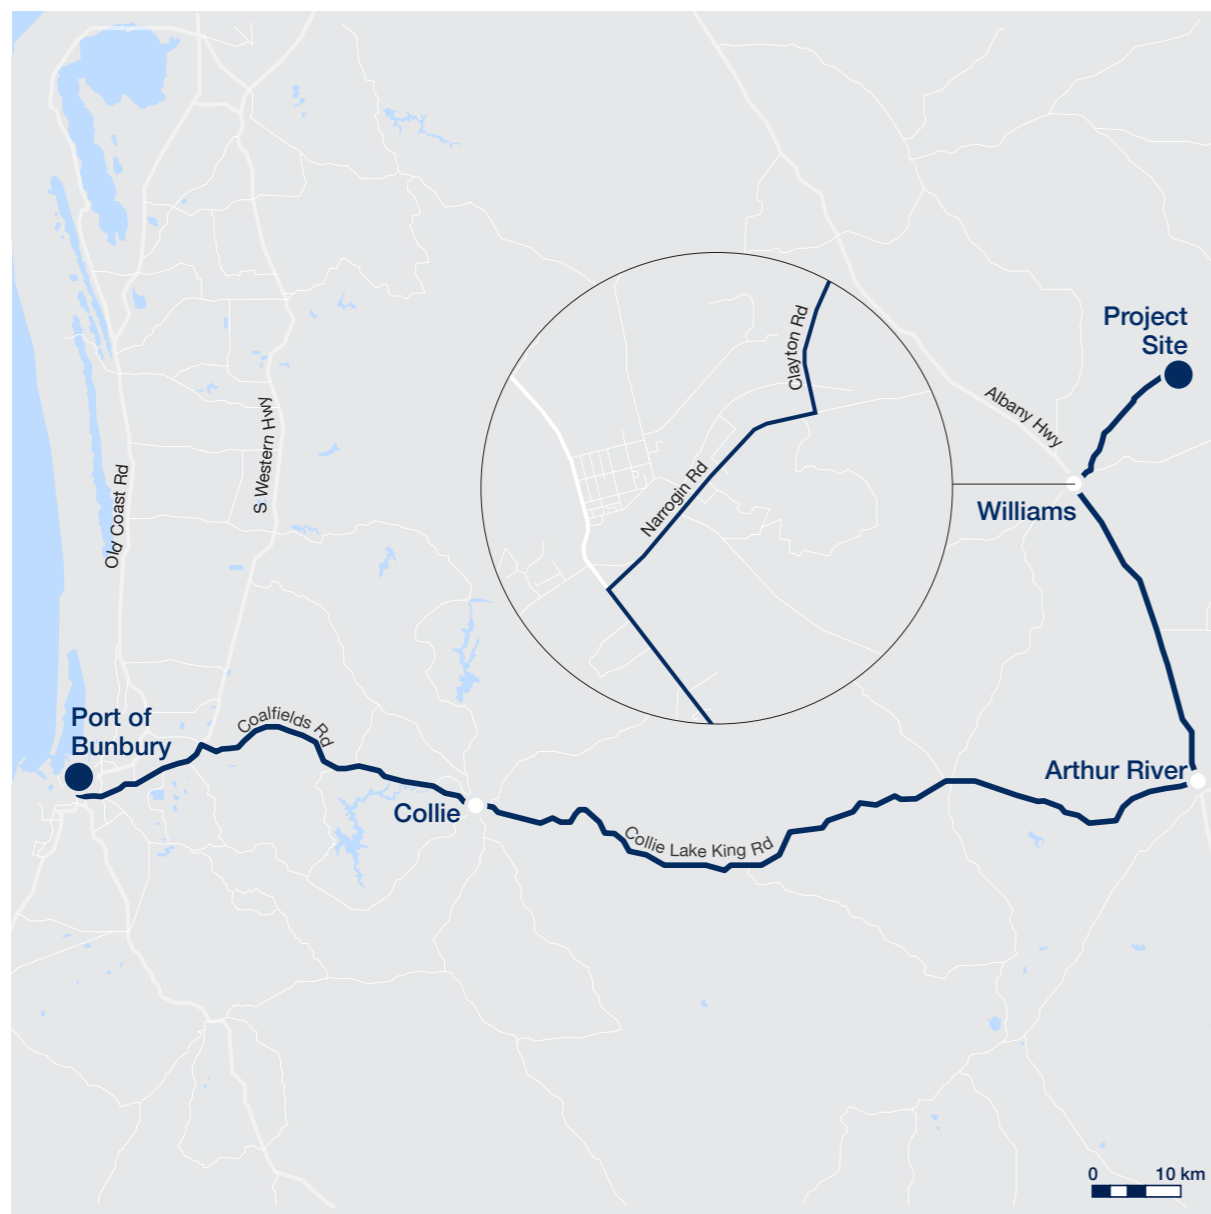 Project
Site
Clayton Rd
Albany Hwy
S Western Hwy
Old Coast Rd
Narrogin Rd
Williams
Port of
Bunbury
Coalfields Rd
Arthur River
Collie
Collie Lake King Rd
0 10 km